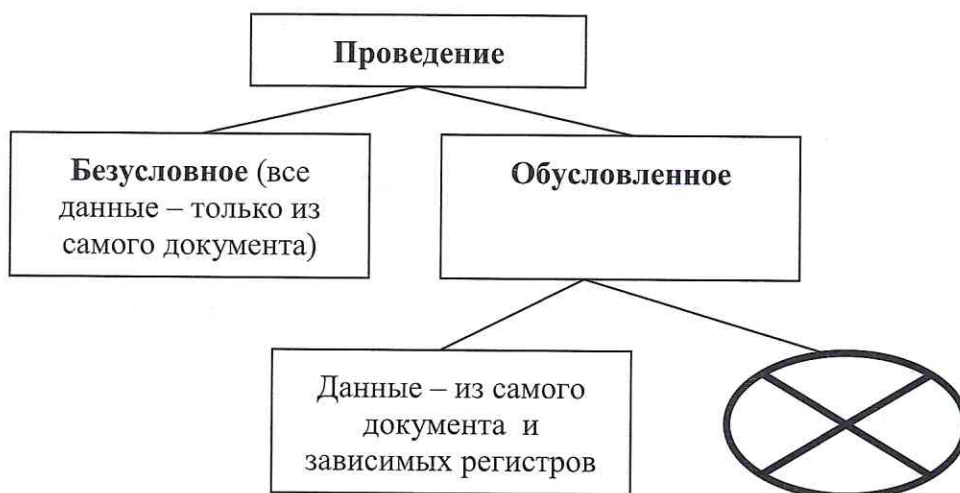 Проведение
Безусловное (все
данные – только из
самого документа)
Обусловленное
Данные – из самого
документа и
зависимых регистров